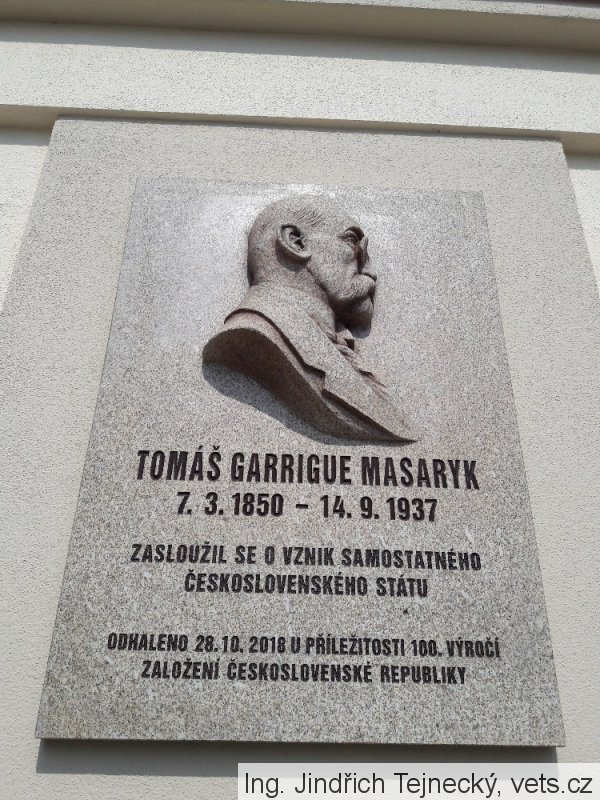 TOMÁŠ GARRIGUE MASARYK
7. 3. 1850 – 14. 9. 1937
ZASLOUŽIL SE O VZNIK SAMOSTATNÉHO
ČESKOSLOVENSKÉHO STÁTU
ODHALENO 28.10. 2018 U PŘÍLEŽITOSTI 100. VÝROČÍ
ZALOŽENÍ ČESKOSLOVENSKÉ REPUBLIKY
Ing. Jindřich Tejnecký, vets.cz